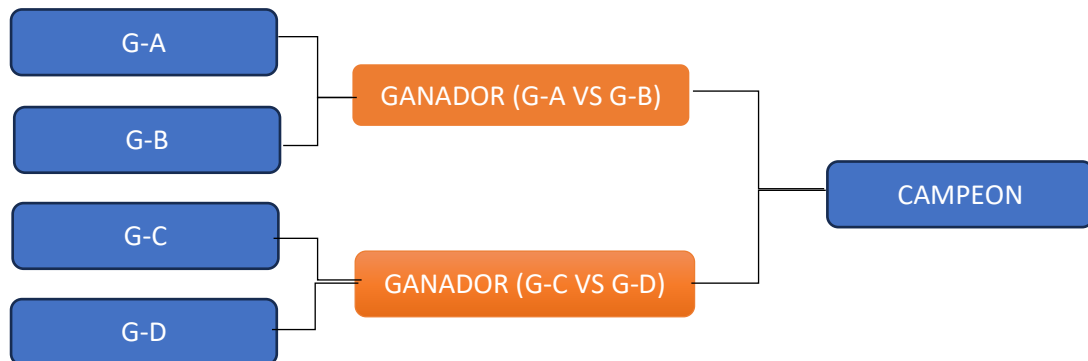 G-A
GANADOR (G-A VS G-B)
G-B
CAMPEON
G-C
GANADOR (G-C VS G-D)
G-D